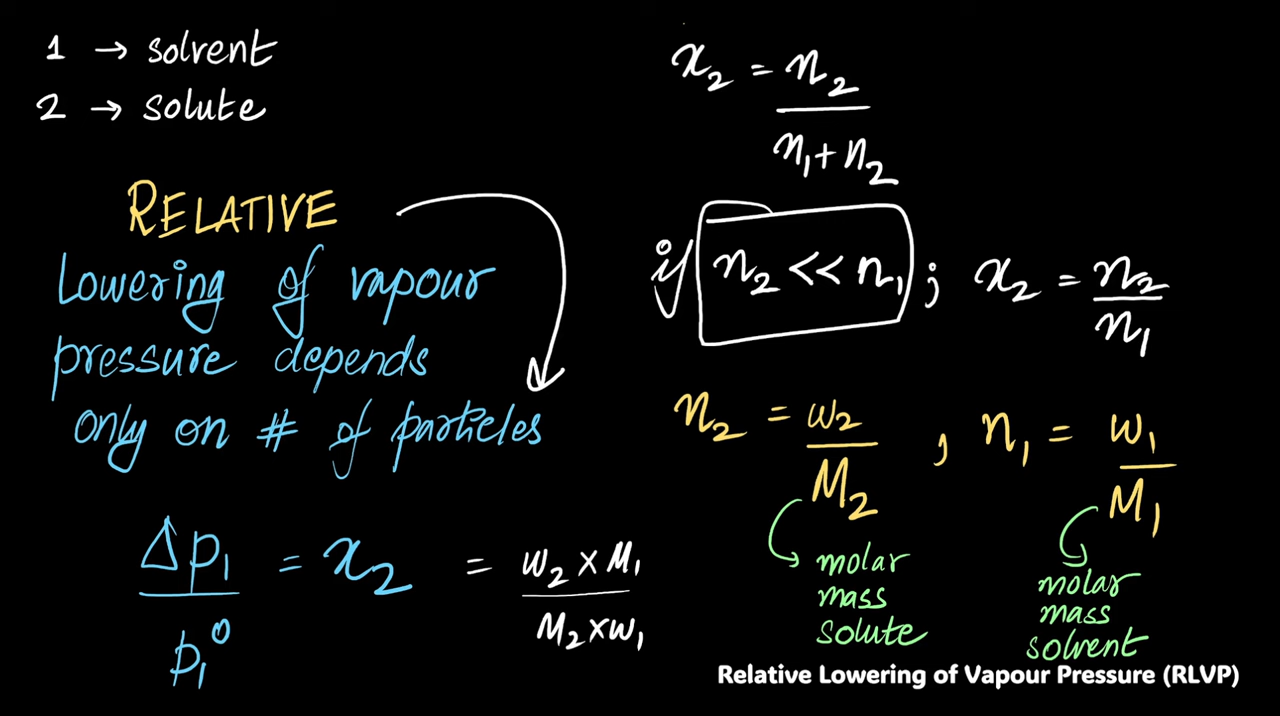 1 → solvent
2 → solute
RELATIVE
Lowering of vapour
pressure depends
only on # of particles
Δp₁/p₁⁰ = x₂ = w₂ × M₁ / M₂ × w₁
x₂ = n₂ / n₁ + n₂
if n₂ << n₁ ; x₂ = n₂/n₁
n₂ = w₂/M₂ , n₁ = w₁/M₁
molar
mass
solute
molar
mass
solvent
Relative Lowering of Vapour Pressure (RLVP)